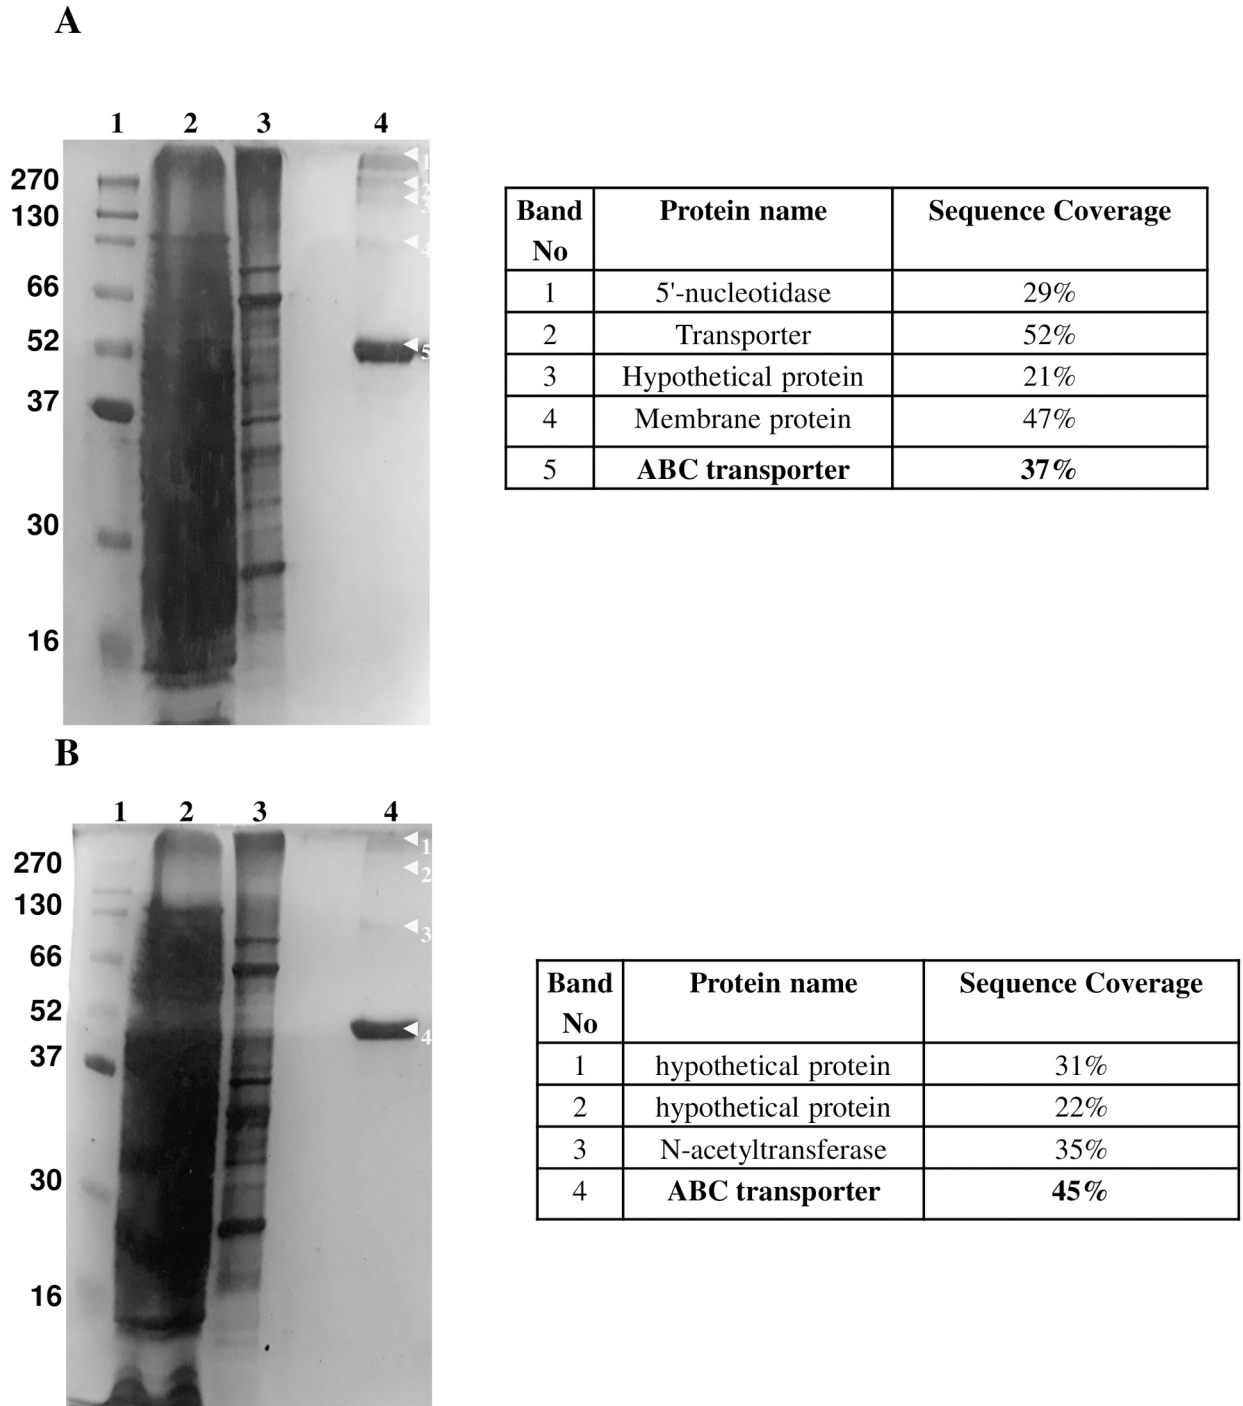 A
1 2 3 4
270
130
66
52
37
30
16
1
2
3
4
5
Band No Protein name Sequence Coverage
1 5'-nucleotidase 29%
2 Transporter 52%
3 Hypothetical protein 21%
4 Membrane protein 47%
5 ABC transporter 37%
B
1 2 3 4
270
130
66
52
37
30
16
1
2
3
4
Band No Protein name Sequence Coverage
1 hypothetical protein 31%
2 hypothetical protein 22%
3 N-acetyltransferase 35%
4 ABC transporter 45%